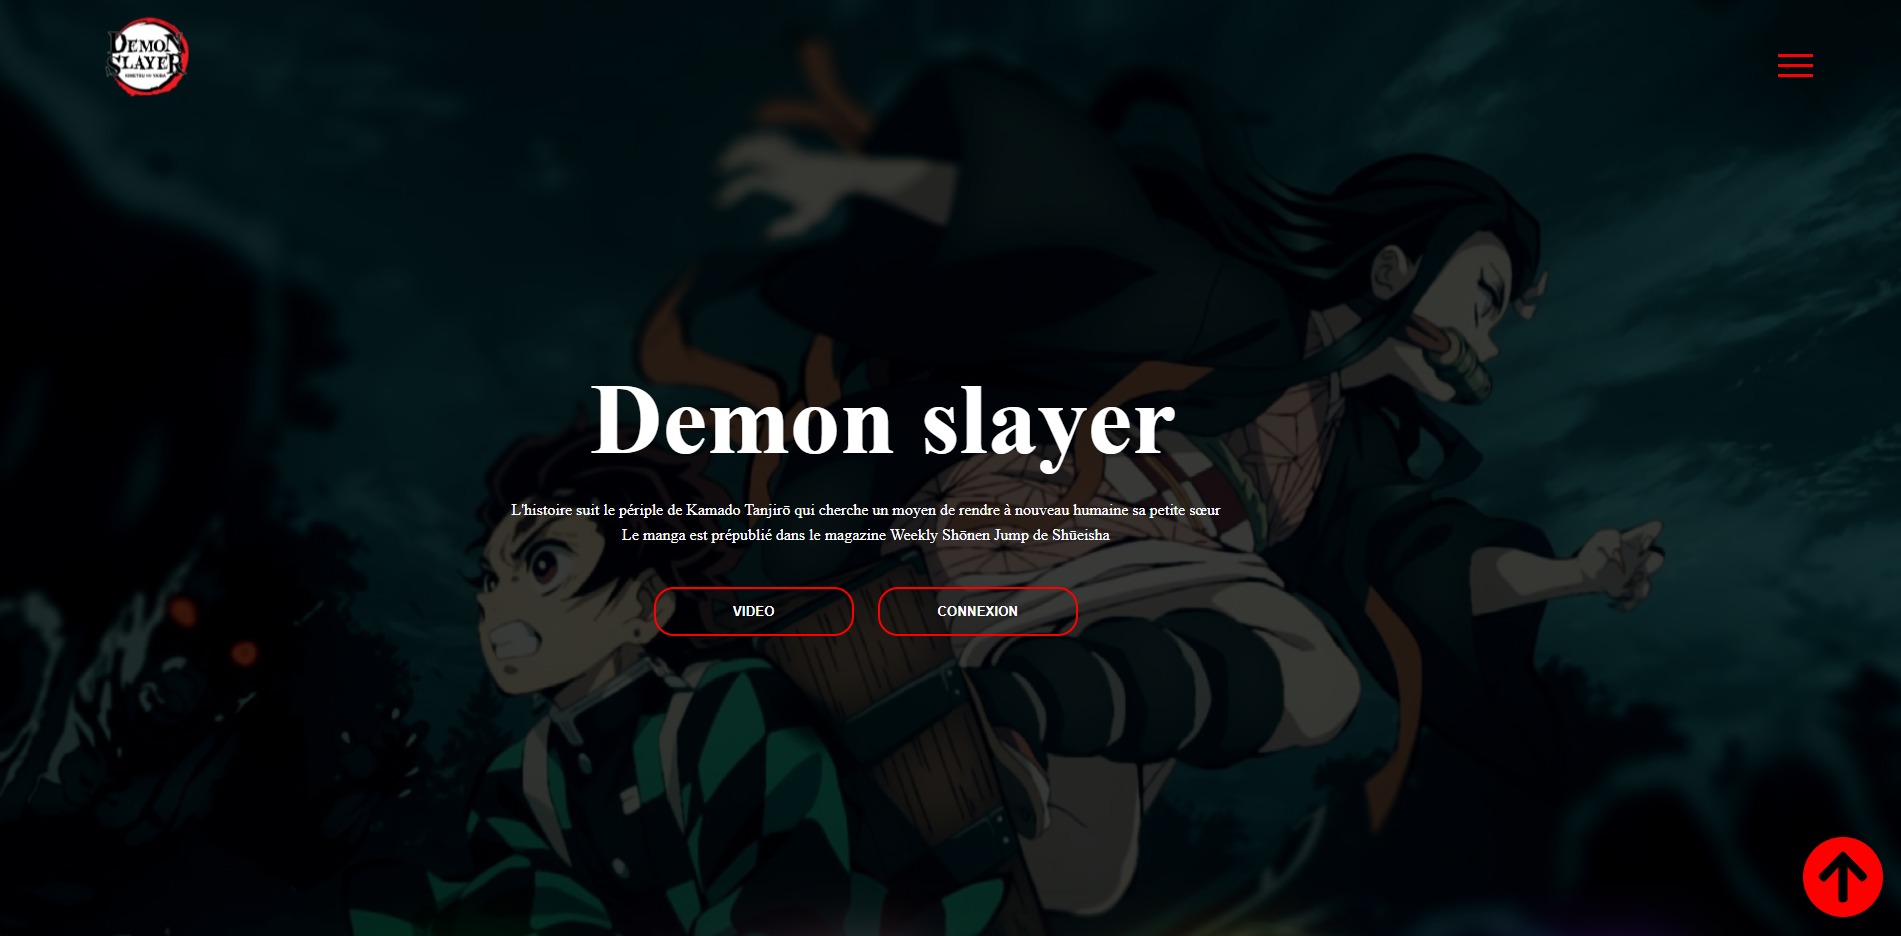 DEMON
SLAYER
KIMETSU NO YAIBA
Demon slayer
L'histoire suit le périple de Kamado Tanjirō qui cherche un moyen de rendre à nouveau humaine sa petite sœur
Le manga est prépublié dans le magazine Weekly Shōnen Jump de Shūeisha
VIDEO
CONNEXION